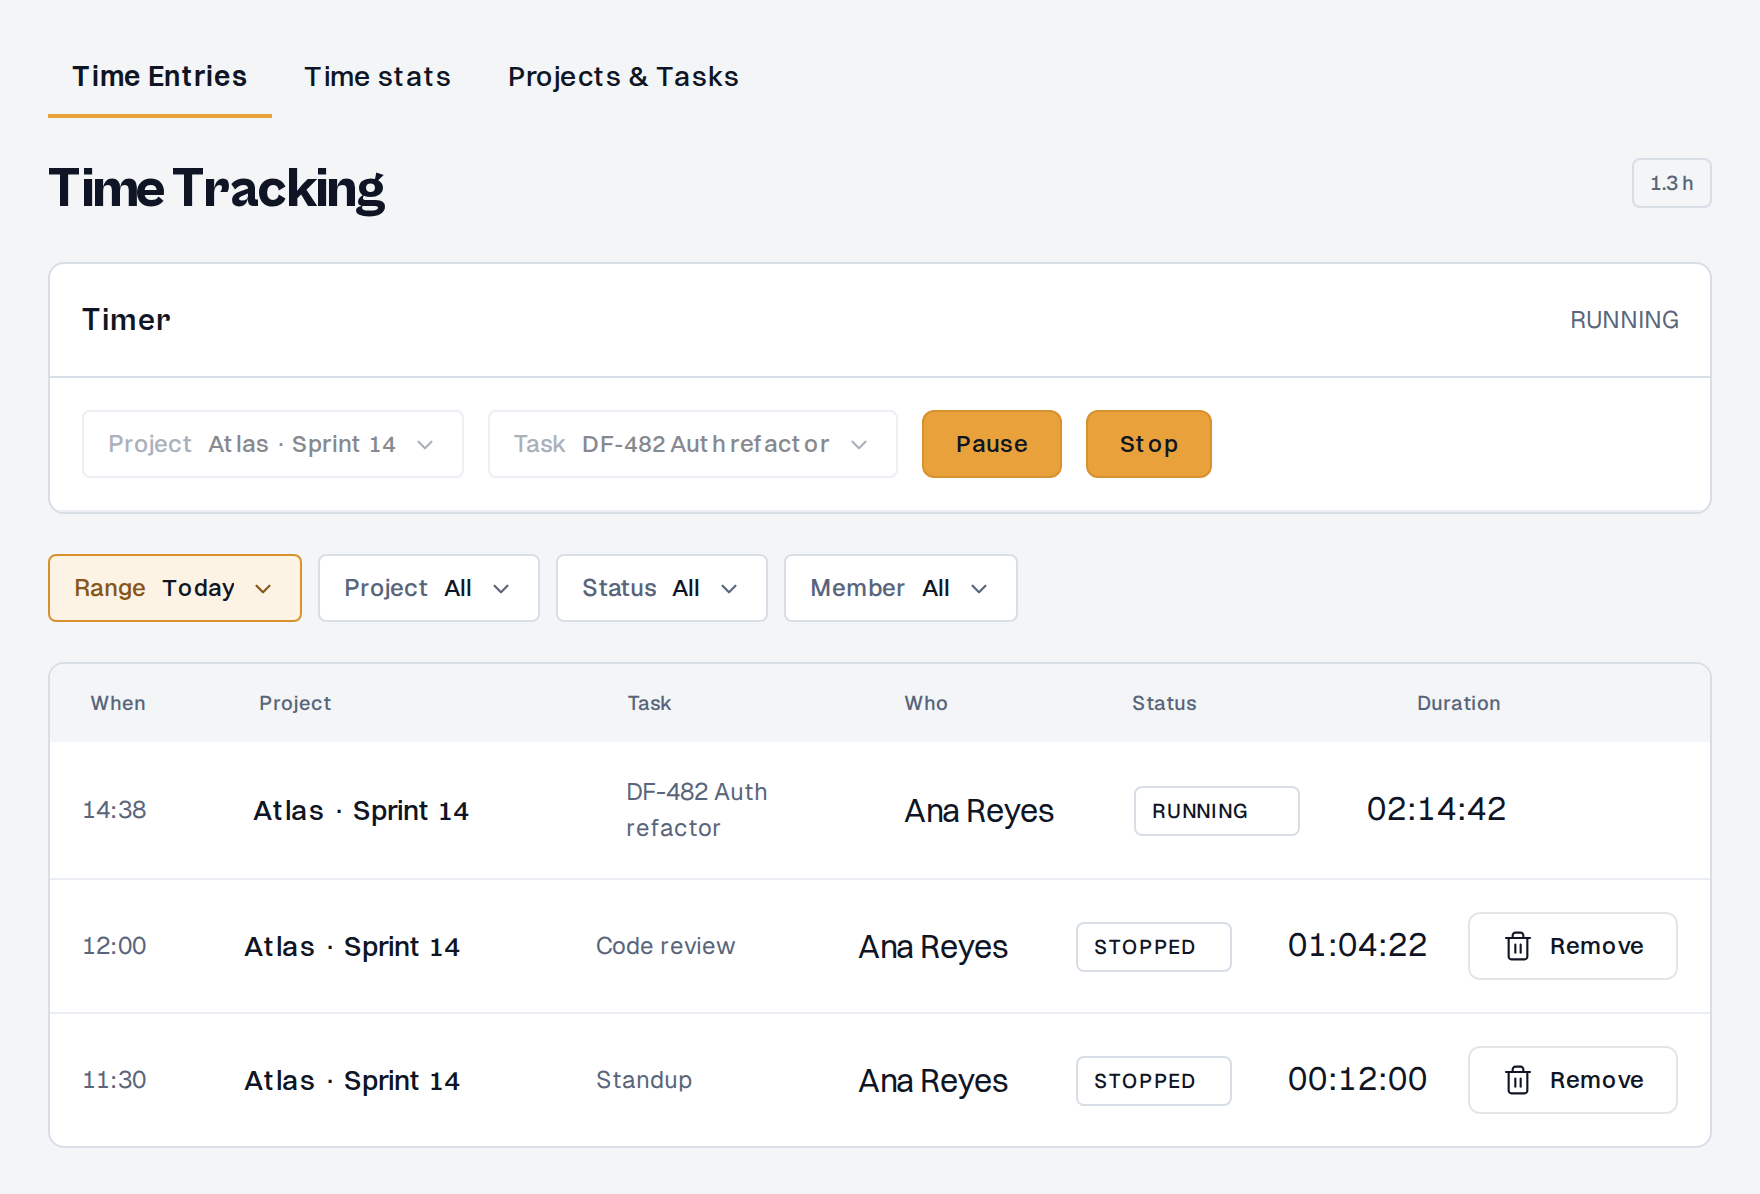 Time Entries Time stats Projects & Tasks
Time Tracking 1.3 h
Timer RUNNING
Project Atlas · Sprint 14 Task DF-482 Auth refactor Pause Stop
Range Today Project All Status All Member All
When Project Task Who Status Duration
14:38 Atlas · Sprint 14 DF-482 Auth refactor Ana Reyes RUNNING 02:14:42
12:00 Atlas · Sprint 14 Code review Ana Reyes STOPPED 01:04:22 Remove
11:30 Atlas · Sprint 14 Standup Ana Reyes STOPPED 00:12:00 Remove